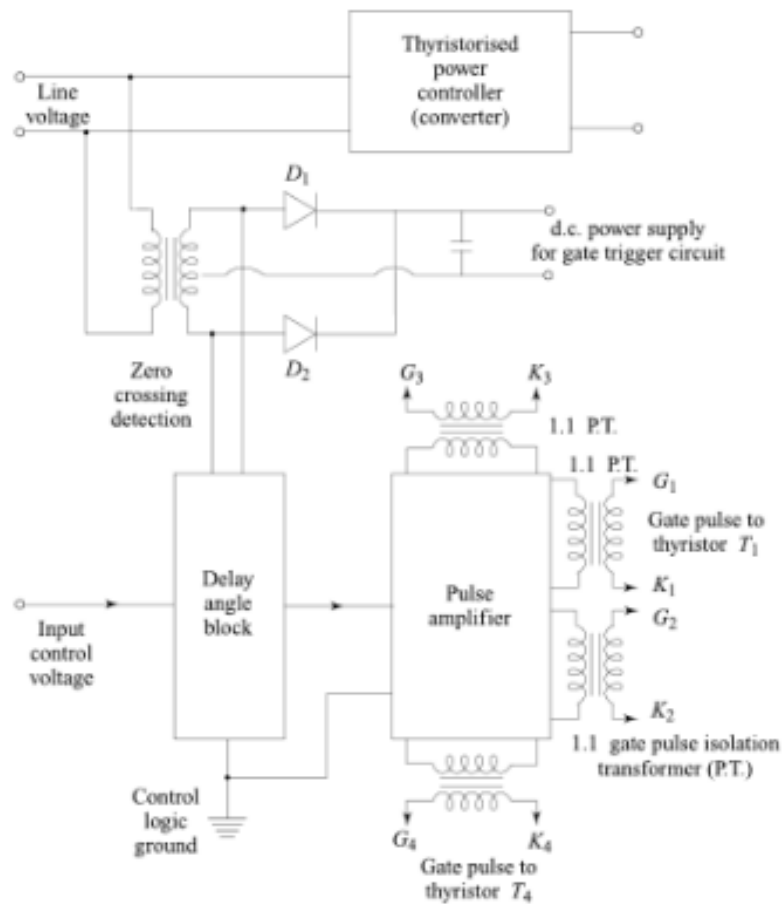 Thyristorised
power
controller
(converter)
Line
voltage
D1
d.c. power supply
for gate trigger circuit
D2
Zero
crossing
detection
G3
K3
1.1 P.T.
1.1 P.T.
G1
Gate pulse to
thyristor T1
K1
G2
K2
Delay
angle
block
Pulse
amplifier
Input
control
voltage
1.1 gate pulse isolation
transformer (P.T.)
Control
logic
ground
G4
K4
Gate pulse to
thyristor T4